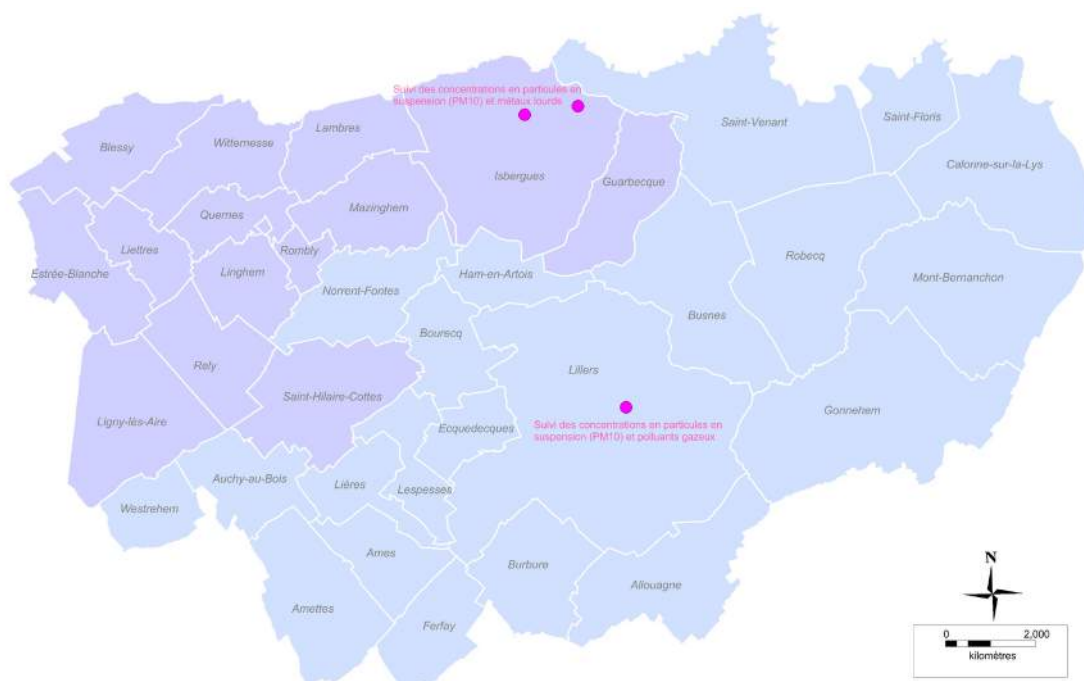 Suivi des concentrations en particules en
suspension (PM10) et métaux lourds
Saint-Venant
Saint-Floris
Calonne-sur-la-Lys
Blessy
Witternesse
Lambres
Isbergues
Guarbecque
Mazinghem
Quernes
Liettres
Rombly
Estrée-Blanche
Linghem
Ham-en-Artois
Robecq
Mont-Bernanchon
Norrent-Fontes
Busnes
Bourecq
Rely
Lillers
Saint-Hilaire-Cottes
Gonnehem
Ligny-lès-Aire
Ecquedecques
Suivi des concentrations en particules en
suspension (PM10) et polluants gazeux
Auchy-au-Bois
Lières
Lespesses
Westrehem
Ames
Burbure
Allouagne
Amettes
Ferfay
N
0 2,000
kilomètres